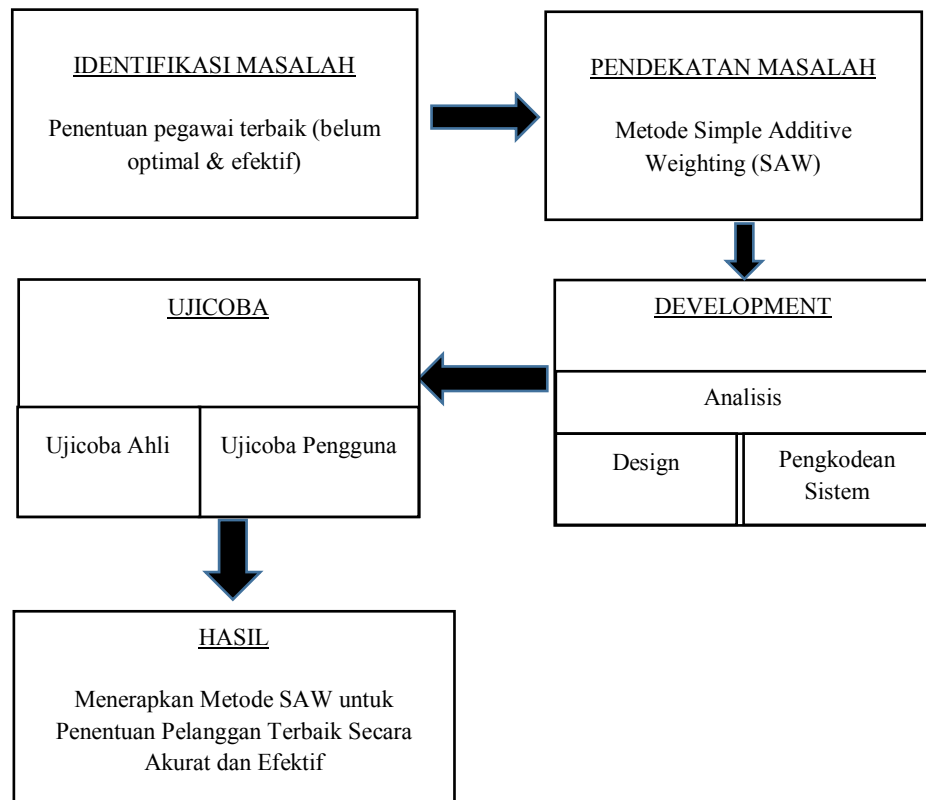 IDENTIFIKASI MASALAH
Penentuan pegawai terbaik (belum
optimal & efektif)
PENDEKATAN MASALAH
Metode Simple Additive
Weighting (SAW)
DEVELOPMENT
Analisis
Design
Pengkodean
Sistem
UJICOBA
Ujicoba Ahli
Ujicoba Pengguna
HASIL
Menerapkan Metode SAW untuk
Penentuan Pelanggan Terbaik Secara
Akurat dan Efektif